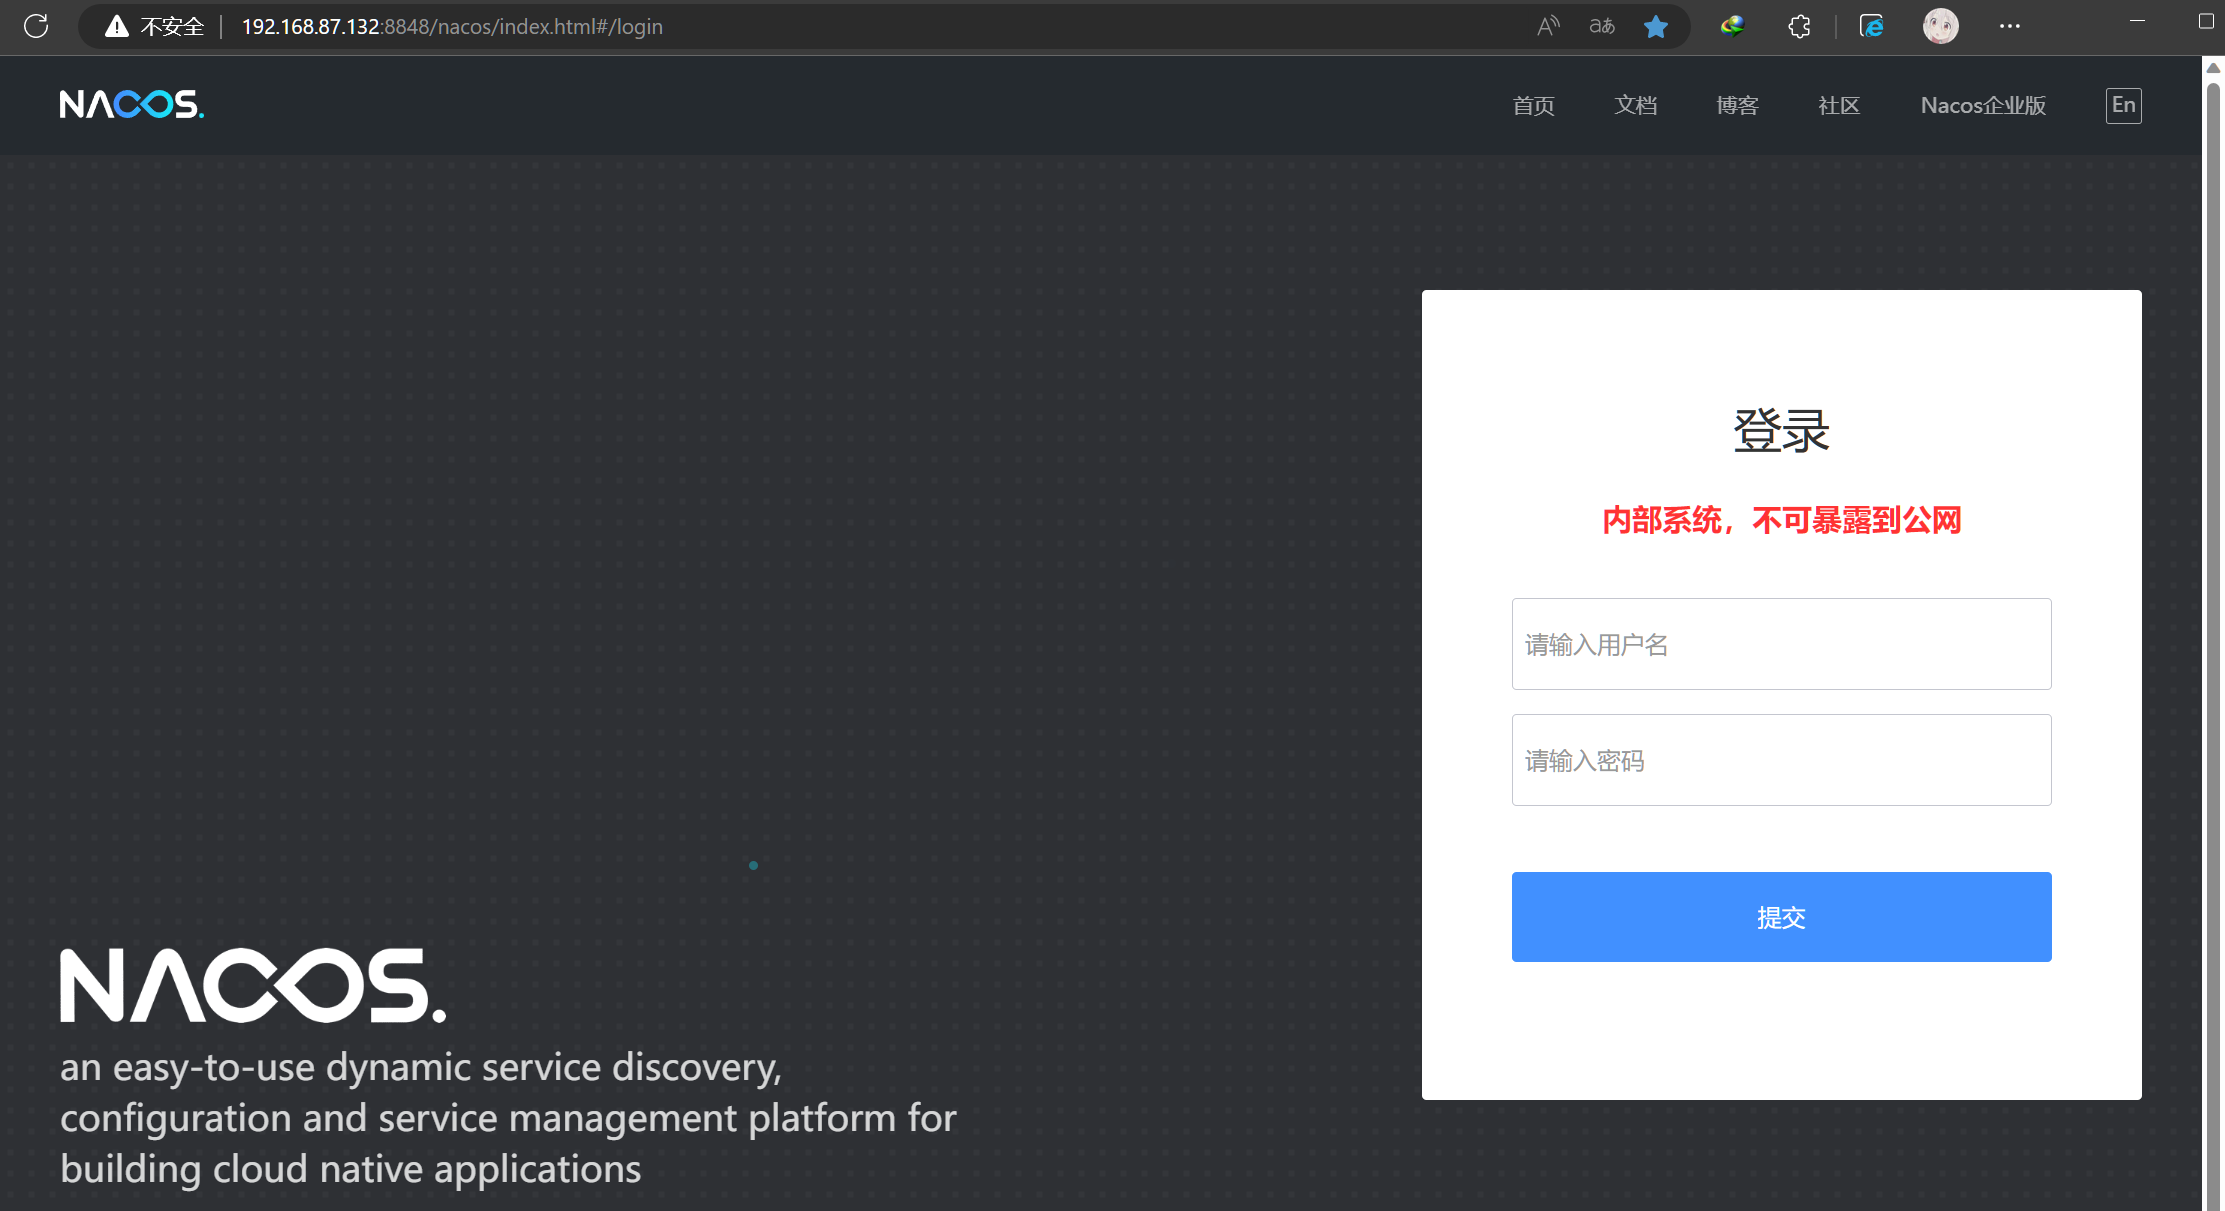 不安全 192.168.87.132:8848/nacos/index.html#/login
NACOS.
首页 文档 博客 社区 Nacos企业版 En
登录
内部系统，不可暴露到公网
请输入用户名
请输入密码
提交
NACOS.
an easy-to-use dynamic service discovery,
configuration and service management platform for
building cloud native applications